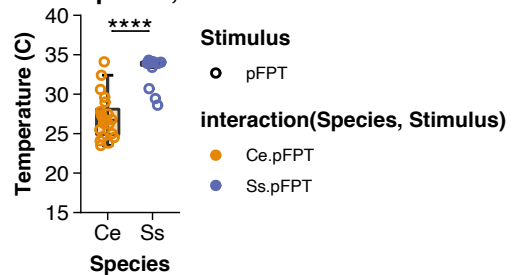 40
35
30
25
20
15
Temperature (C)
****
Ce
Ss
Species
Stimulus
pFPT
interaction(Species, Stimulus)
Ce.pFPT
Ss.pFPT